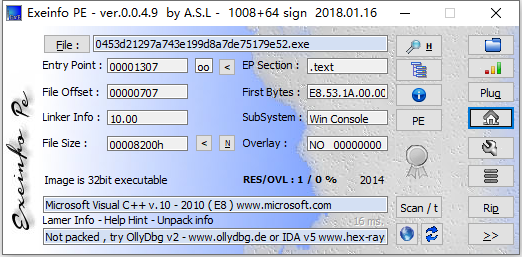 Exeinfo PE - ver.0.0.4.9 by A.S.L - 1008+64 sign 2018.01.16
File : 0453d21297a743e199d8a7de75179e52.exe H
Entry Point : 00001307 oo < EP Section : .text
File Offset : 00000707 First Bytes : E8.53.1A.00.00 Plug
Linker Info : 10.00 SubSystem : Win Console PE
File Size : 00008200h < N Overlay : NO 00000000
Image is 32bit executable RES/OVL : 1 / 0 % 2014
Exeinfo Pe
Microsoft Visual C++ v.10 - 2010 ( E8 ) www.microsoft.com Scan / t Rip
Lamer Info - Help Hint - Unpack info 16 ms.
Not packed , try OllyDbg v2 - www.ollydbg.de or IDA v5 www.hex-ray >>